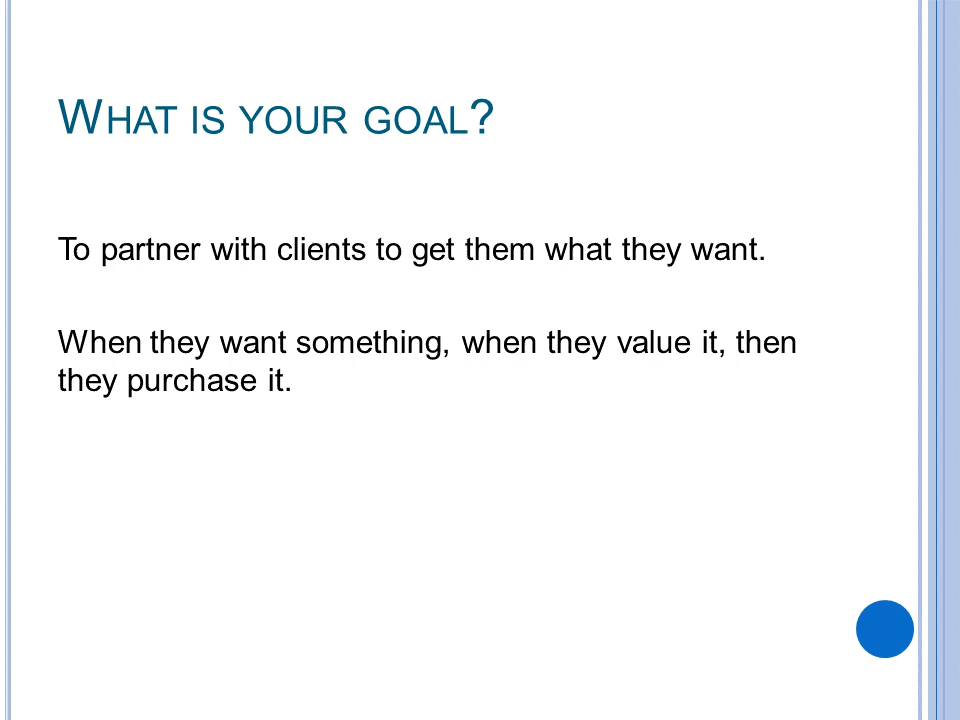 What is your goal?
To partner with clients to get them what they want.
When they want something, when they value it, then
they purchase it.